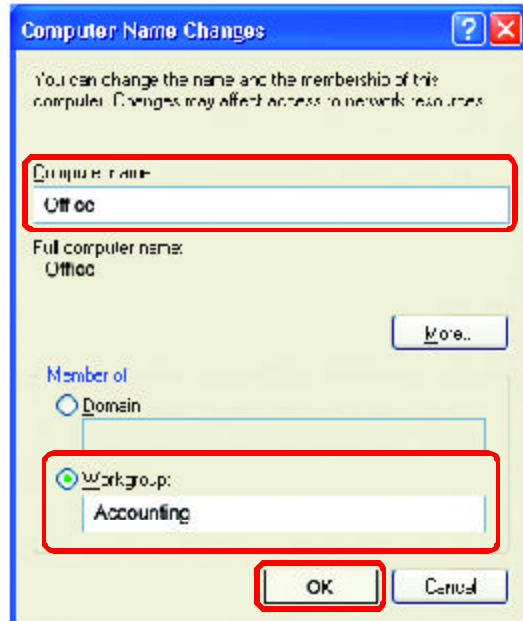 Computer Name Changes
You can change the name and the membership of this
computer. Changes may affect access to network resources.
Computer name:
Office
Full computer name:
Office
More...
Member of
Domain
Workgroup:
Accounting
OK
Cancel